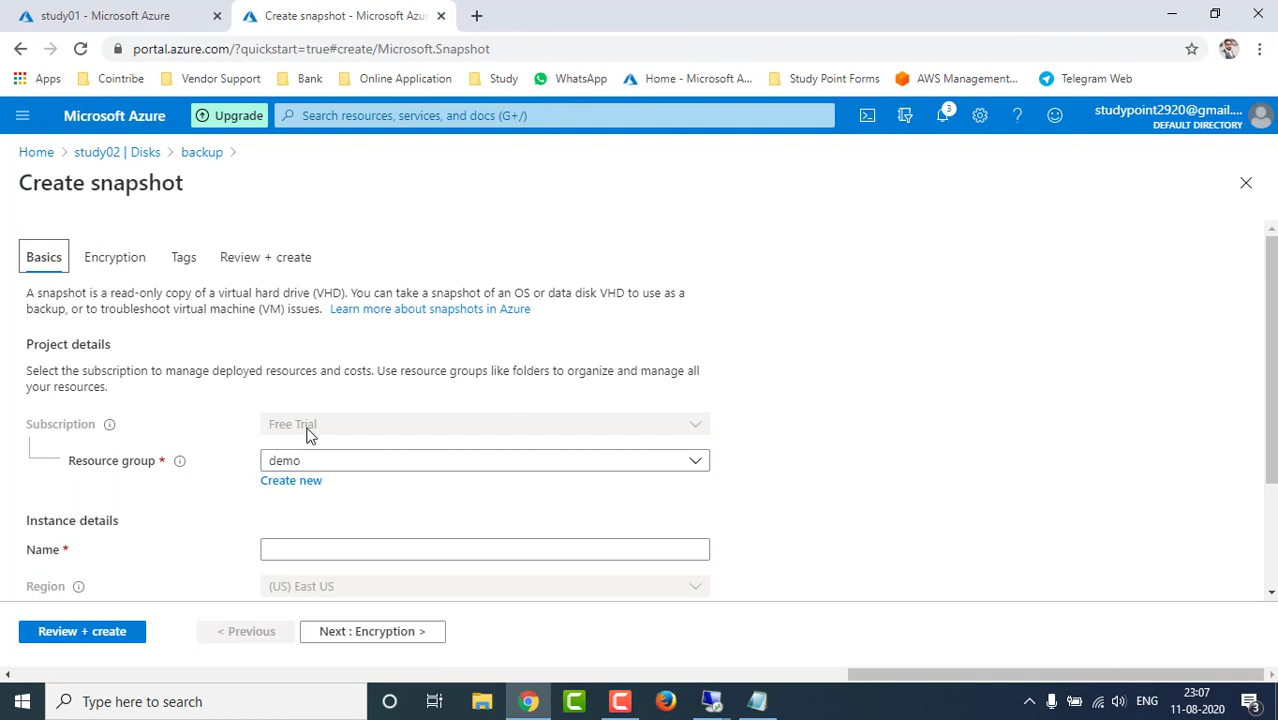 study01 - Microsoft Azure
Create snapshot - Microsoft Azu
portal.azure.com/?quickstart=true#create/Microsoft.Snapshot
Apps
Cointribe
Vendor Support
Bank
Online Application
Study
WhatsApp
Home - Microsoft A...
Study Point Forms
AWS Management...
Telegram Web
Microsoft Azure
Upgrade
Search resources, services, and docs (G+/)
3
studypoint2920@gmail....
DEFAULT DIRECTORY
Home > study02 | Disks > backup >
Create snapshot
Basics
Encryption
Tags
Review + create
A snapshot is a read-only copy of a virtual hard drive (VHD). You can take a snapshot of an OS or data disk VHD to use as a
backup, or to troubleshoot virtual machine (VM) issues. Learn more about snapshots in Azure
Project details
Select the subscription to manage deployed resources and costs. Use resource groups like folders to organize and manage all
your resources.
Subscription
Free Trial
Resource group *
demo
Create new
Instance details
Name *
Region
(US) East US
Review + create
< Previous
Next : Encryption >
Type here to search
ENG
23:07
11-08-2020
3